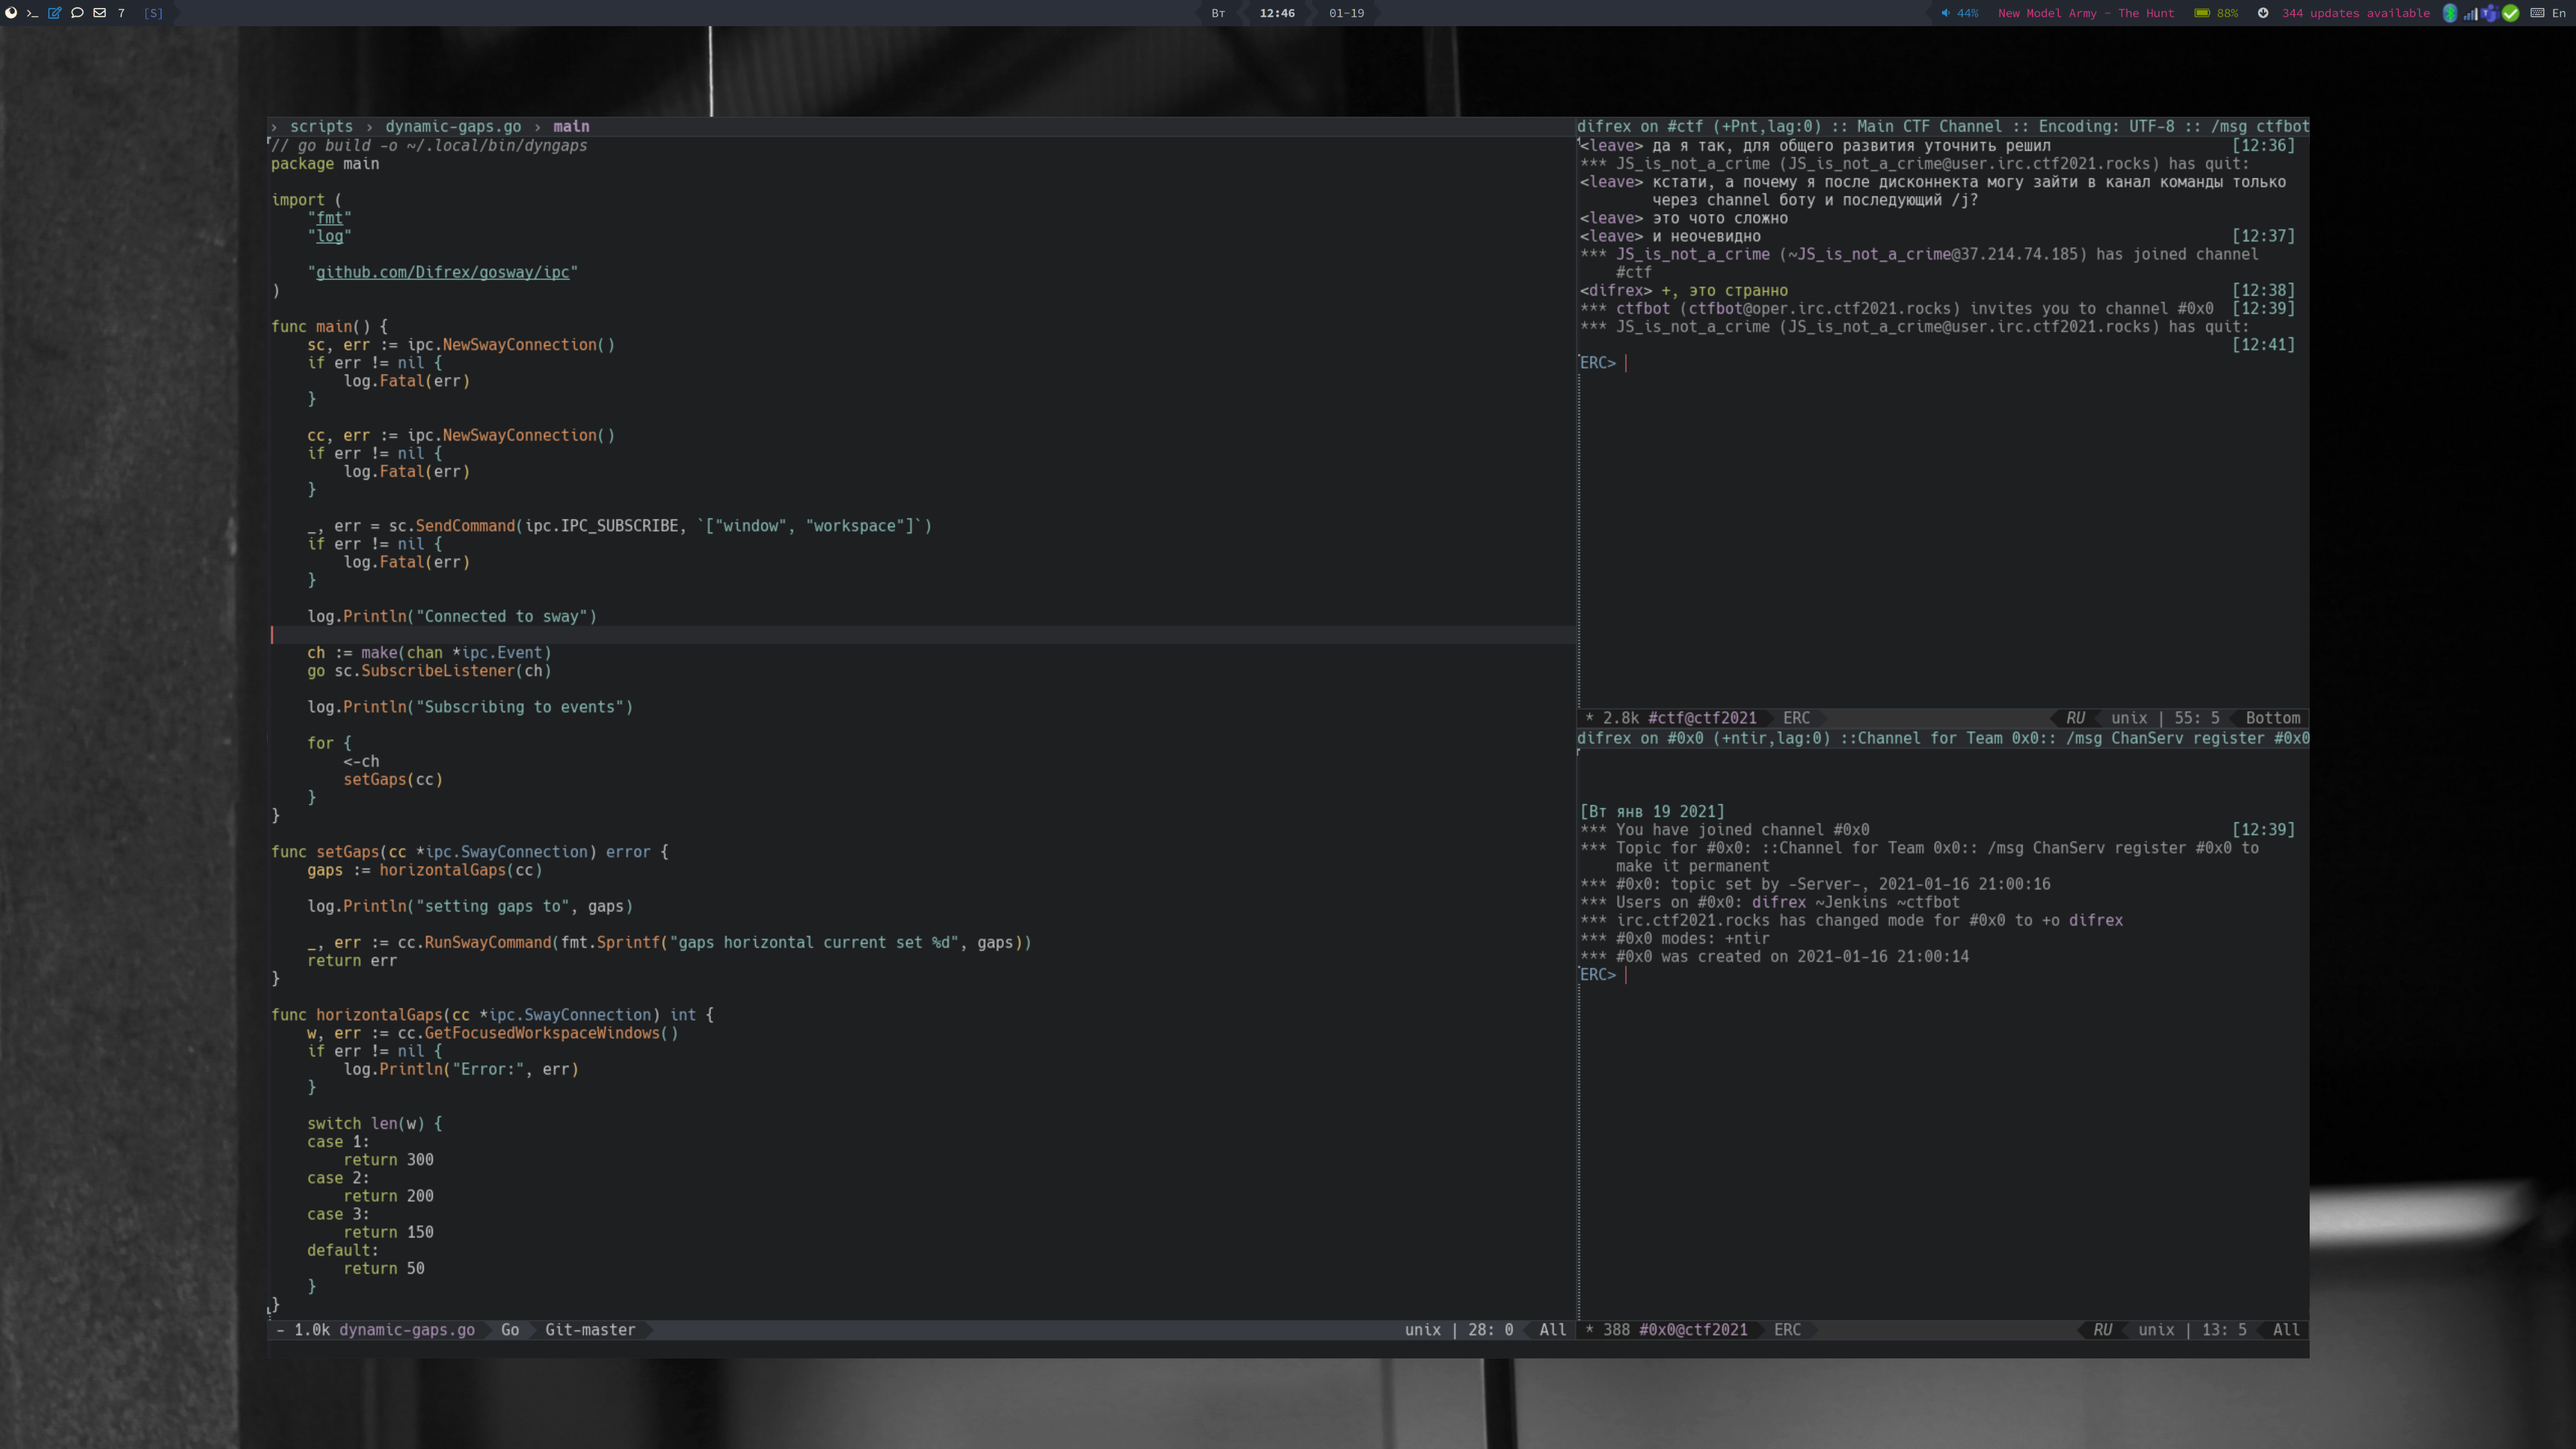 7 [S]
Вт 12:46 01-19
44% New Model Army - The Hunt 88% 344 updates available En
› scripts › dynamic-gaps.go › main
// go build -o ~/.local/bin/dyngaps
package main
import (
"fmt"
"log"
"github.com/Difrex/gosway/ipc"
)
func main() {
sc, err := ipc.NewSwayConnection()
if err != nil {
log.Fatal(err)
}
cc, err := ipc.NewSwayConnection()
if err != nil {
log.Fatal(err)
}
_, err = sc.SendCommand(ipc.IPC_SUBSCRIBE, `["window", "workspace"]`)
if err != nil {
log.Fatal(err)
}
log.Println("Connected to sway")
ch := make(chan *ipc.Event)
go sc.SubscribeListener(ch)
log.Println("Subscribing to events")
for {
<-ch
setGaps(cc)
}
}
func setGaps(cc *ipc.SwayConnection) error {
gaps := horizontalGaps(cc)
log.Println("setting gaps to", gaps)
_, err := cc.RunSwayCommand(fmt.Sprintf("gaps horizontal current set %d", gaps))
return err
}
func horizontalGaps(cc *ipc.SwayConnection) int {
w, err := cc.GetFocusedWorkspaceWindows()
if err != nil {
log.Println("Error:", err)
}
switch len(w) {
case 1:
return 300
case 2:
return 200
case 3:
return 150
default:
return 50
}
}
- 1.0k dynamic-gaps.go Go Git-master unix | 28: 0 All
difrex on #ctf (+Pnt,lag:0) :: Main CTF Channel :: Encoding: UTF-8 :: /msg ctfbot
<leave> да я так, для общего развития уточнить решил [12:36]
*** JS_is_not_a_crime (JS_is_not_a_crime@user.irc.ctf2021.rocks) has quit:
<leave> кстати, а почему я после дисконнекта могу зайти в канал команды только
через channel боту и последующий /j?
<leave> это чото сложно
<leave> и неочевидно [12:37]
*** JS_is_not_a_crime (~JS_is_not_a_crime@37.214.74.185) has joined channel
#ctf
<difrex> +, это странно [12:38]
*** ctfbot (ctfbot@oper.irc.ctf2021.rocks) invites you to channel #0x0 [12:39]
*** JS_is_not_a_crime (JS_is_not_a_crime@user.irc.ctf2021.rocks) has quit:
[12:41]
ERC>
* 2.8k #ctf@ctf2021 ERC RU unix | 55: 5 Bottom
difrex on #0x0 (+ntir,lag:0) ::Channel for Team 0x0:: /msg ChanServ register #0x0
[Вт янв 19 2021]
*** You have joined channel #0x0 [12:39]
*** Topic for #0x0: ::Channel for Team 0x0:: /msg ChanServ register #0x0 to
make it permanent
*** #0x0: topic set by -Server-, 2021-01-16 21:00:16
*** Users on #0x0: difrex ~Jenkins ~ctfbot
*** irc.ctf2021.rocks has changed mode for #0x0 to +o difrex
*** #0x0 modes: +ntir
*** #0x0 was created on 2021-01-16 21:00:14
ERC>
* 388 #0x0@ctf2021 ERC RU unix | 13: 5 All